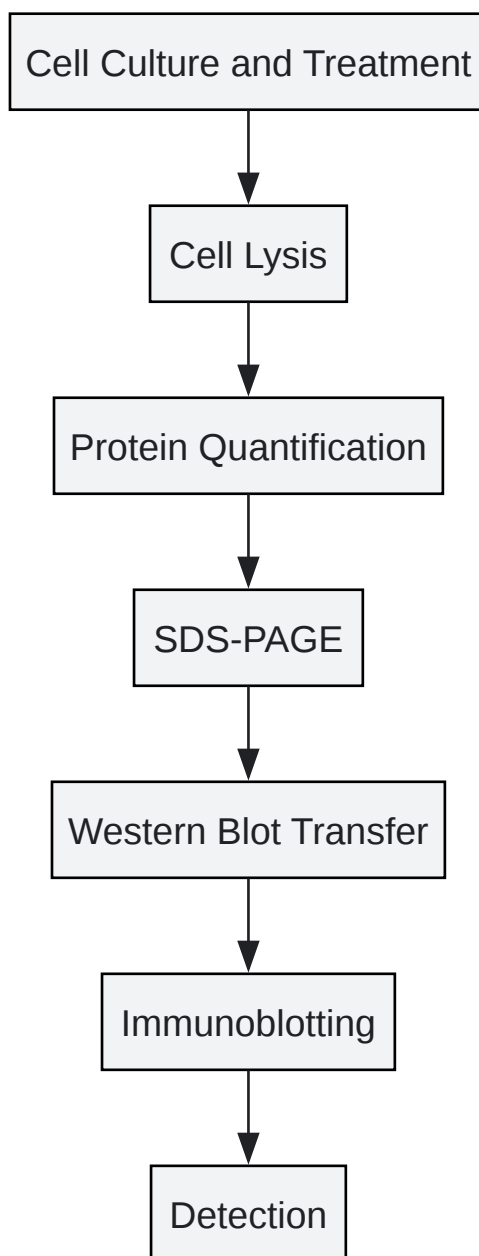 Cell Culture and Treatment
Cell Lysis
Protein Quantification
SDS-PAGE
Western Blot Transfer
Immunoblotting
Detection